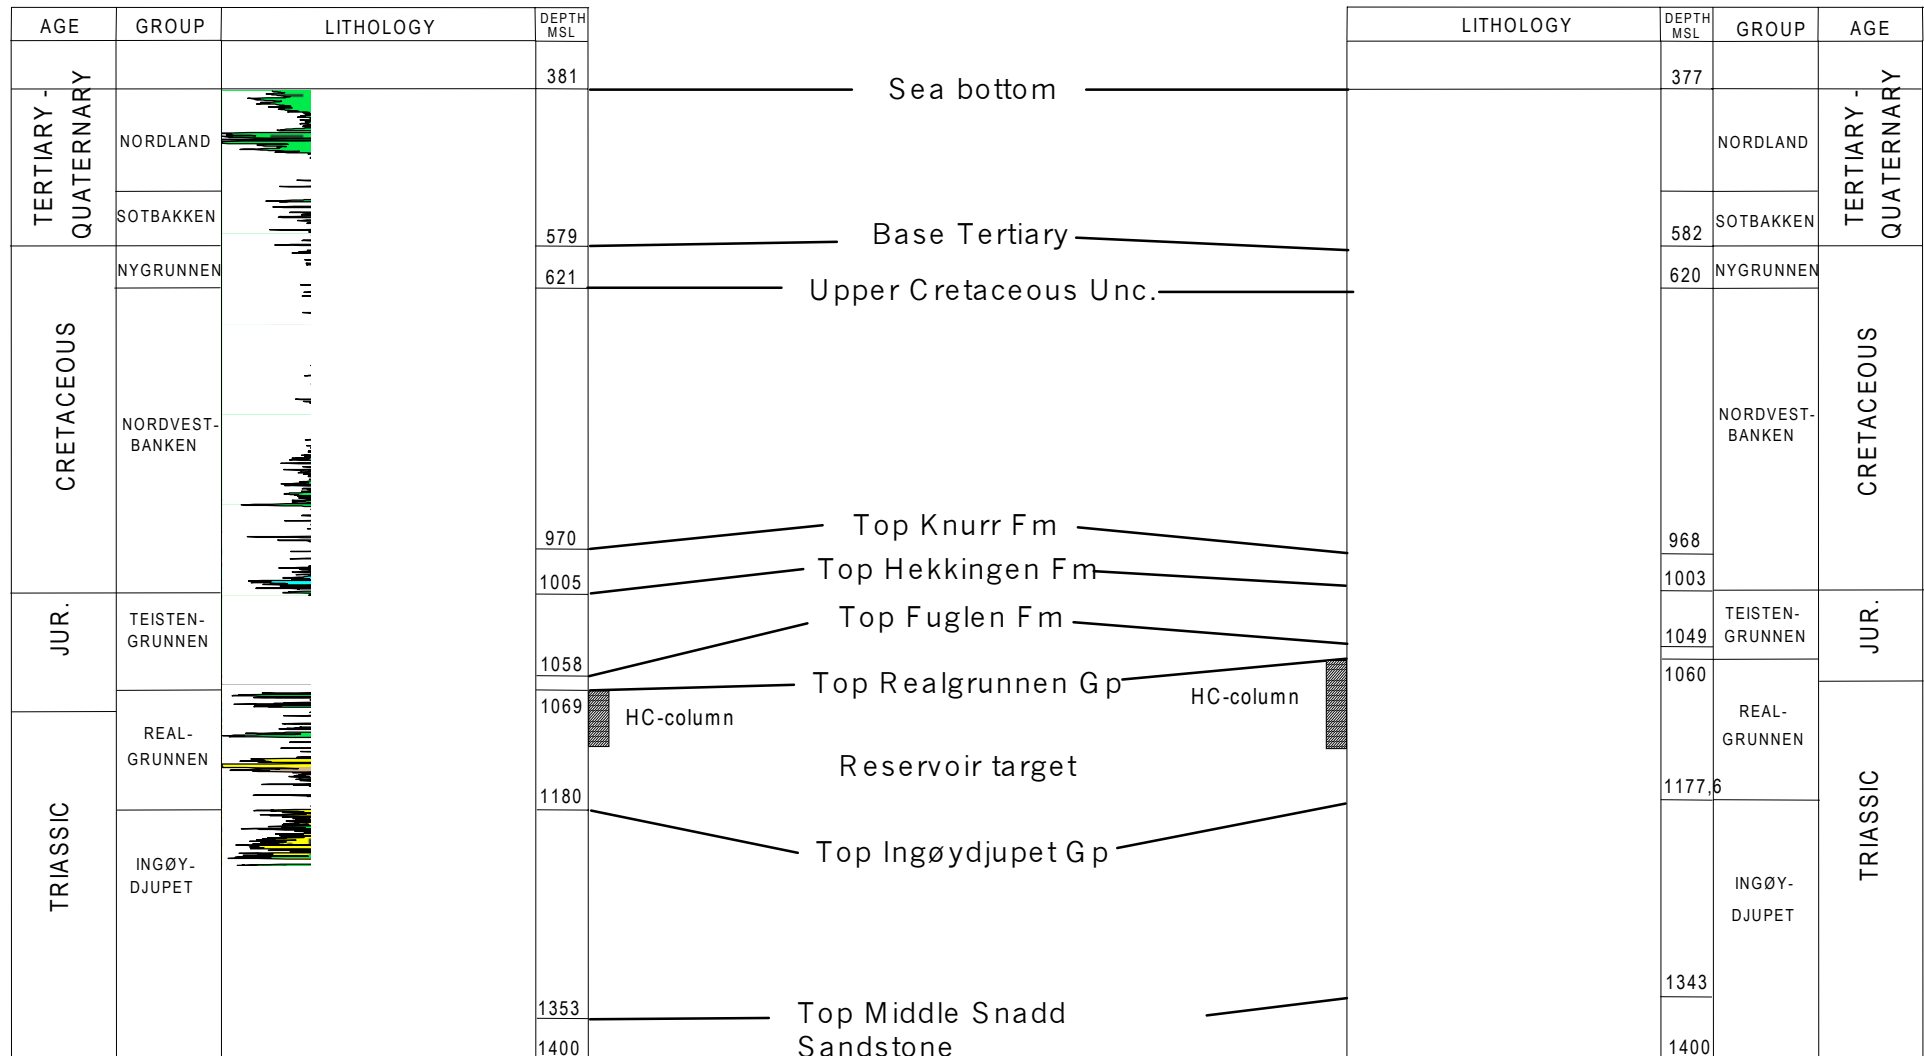 AGE GROUP LITHOLOGY DEPTH MSL
LITHOLOGY DEPTH MSL GROUP AGE
381
Sea bottom
377
TERTIARY -
QUATERNARY
NORDLAND
NORDLAND
TERTIARY -
QUATERNARY
SOTBAKKEN
SOTBAKKEN
579
Base Tertiary
582
NYGRUNNEN
621
Upper Cretaceous Unc.
620
NYGRUNNEN
CRETACEOUS
NORDVEST-
BANKEN
NORDVEST-
BANKEN
CRETACEOUS
970
Top Knurr Fm
968
1005
Top Hekkingen Fm
1003
JUR.
TEISTEN-
GRUNNEN
Top Fuglen Fm
1049
TEISTEN-
GRUNNEN
JUR.
1058
Top Realgrunnen Gp
1060
1069
HC-column
HC-column
REAL-
GRUNNEN
REAL-
GRUNNEN
Reservoir target
1180
1177,6
TRIASSIC
TRIASSIC
Top Ingøydjupet Gp
INGØY-
DJUPET
INGØY-
DJUPET
1353
Top Middle Snadd
Sandstone
1343
1400
1400